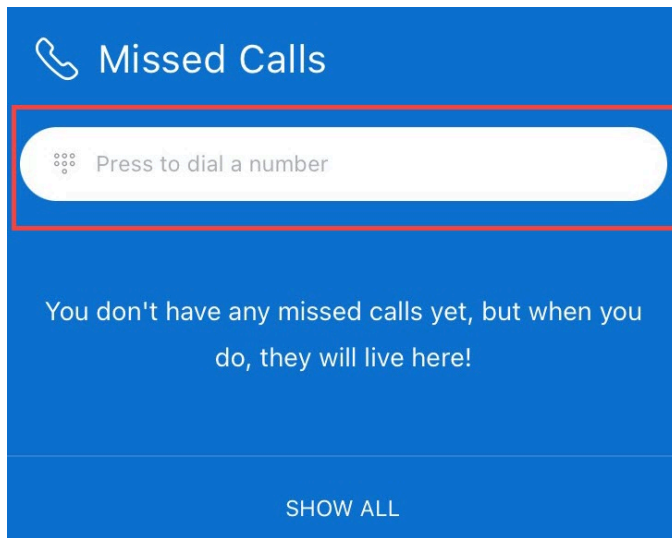 Missed Calls
Press to dial a number
You don't have any missed calls yet, but when you
do, they will live here!
SHOW ALL